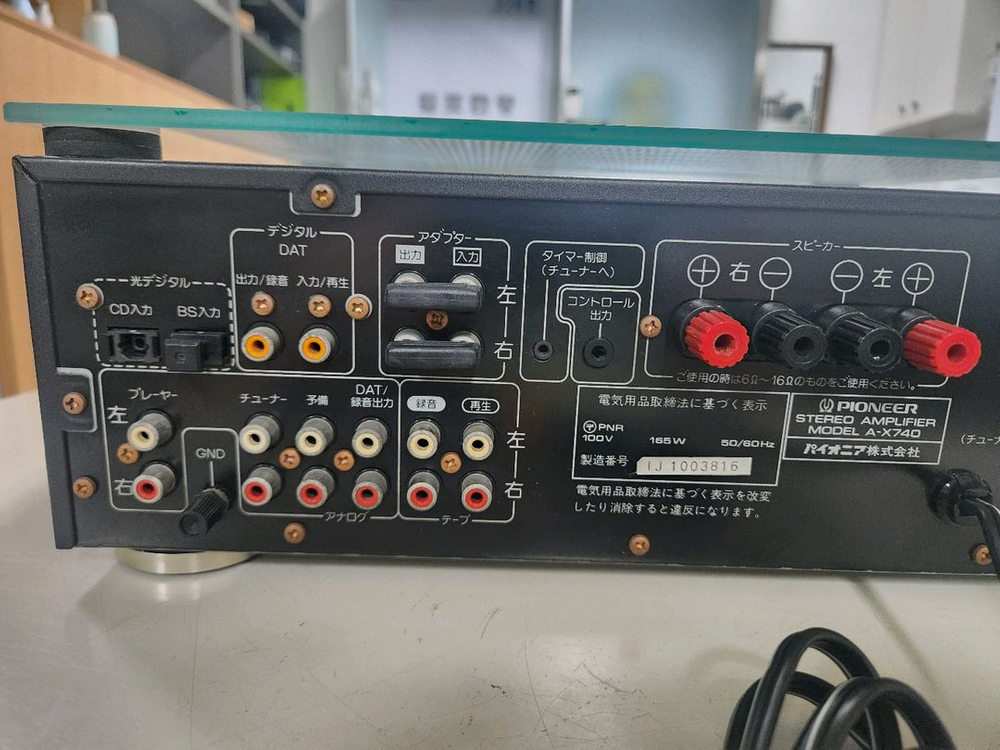 デジタル
DAT
出力/録音 入力/再生
光デジタル
CD入力 BS入力
アダプター
出力 入力
左
右
タイマー制御
(チューナーへ)
コントロール
出力
スピーカー
⊕ 右 ⊖ ⊖ 左 ⊕
ご使用の時は6Ω～16Ωのものをご使用ください。
プレーヤー
左
右
GND
チューナー 予備 DAT/
録音出力
アナログ
録音 再生
左
右
テープ
電気用品取締法に基づく表示
PNR
100V 165W 50/60Hz
製造番号 IJ 1003816
電気用品取締法に基づく表示を改変
したり消除すると違反になります。
PIONEER
STEREO AMPLIFIER
MODEL A-X740
パイオニア株式会社
(チュー